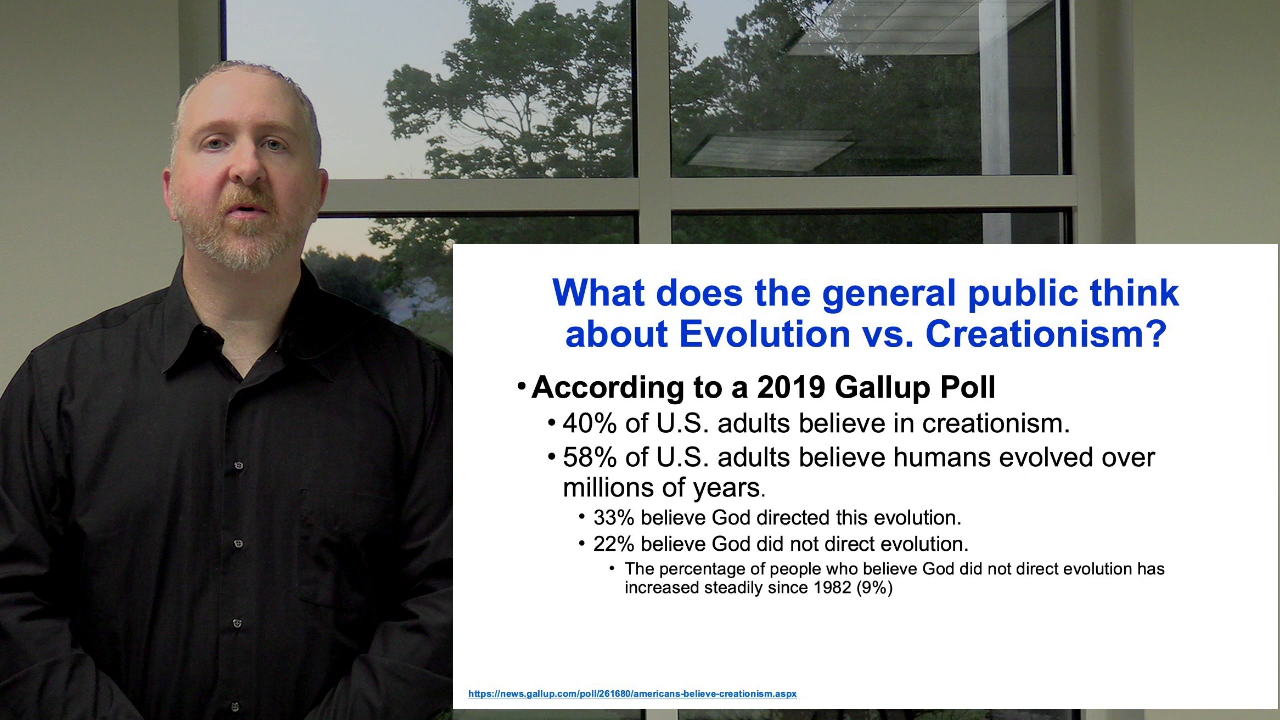 What does the general public think
about Evolution vs. Creationism?
• According to a 2019 Gallup Poll
• 40% of U.S. adults believe in creationism.
• 58% of U.S. adults believe humans evolved over
millions of years.
• 33% believe God directed this evolution.
• 22% believe God did not direct evolution.
• The percentage of people who believe God did not direct evolution has
increased steadily since 1982 (9%)
https://news.gallup.com/poll/261680/americans-believe-creationism.aspx